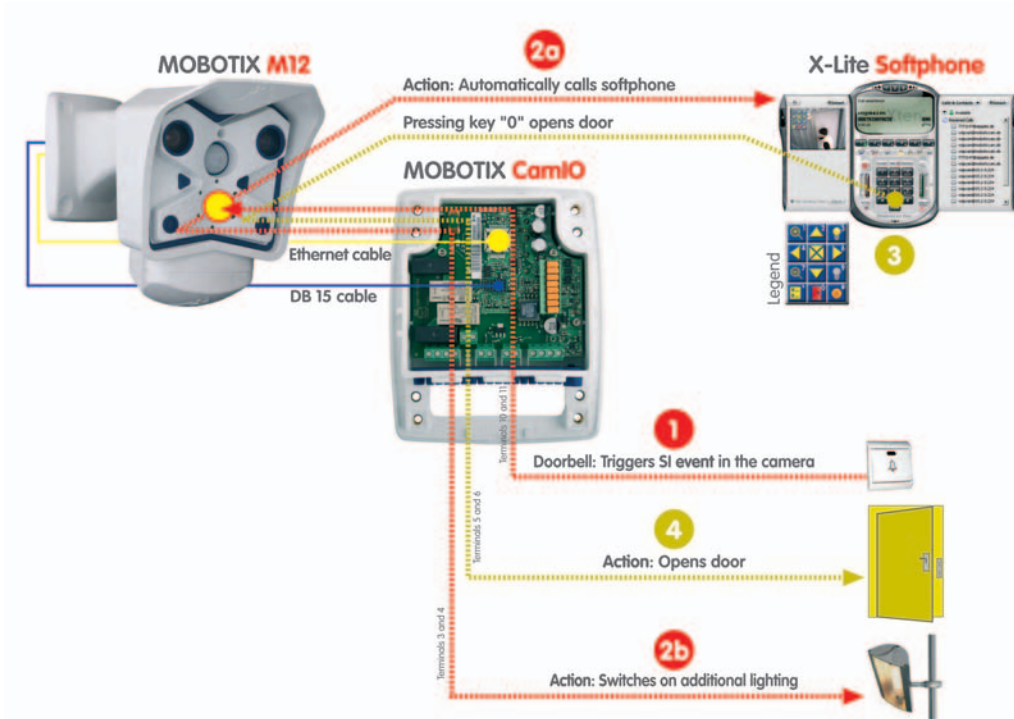 2a
MOBOTIX M12
X-Lite Softphone
Action: Automatically calls softphone
Pressing key "0" opens door
MOBOTIX CamIO
Ethernet cable
DB 15 cable
3
Legend
Terminals 10 and 11
1
Doorbell: Triggers SI event in the camera
Terminals 5 and 6
4
Action: Opens door
Terminals 3 and 4
2b
Action: Switches on additional lighting